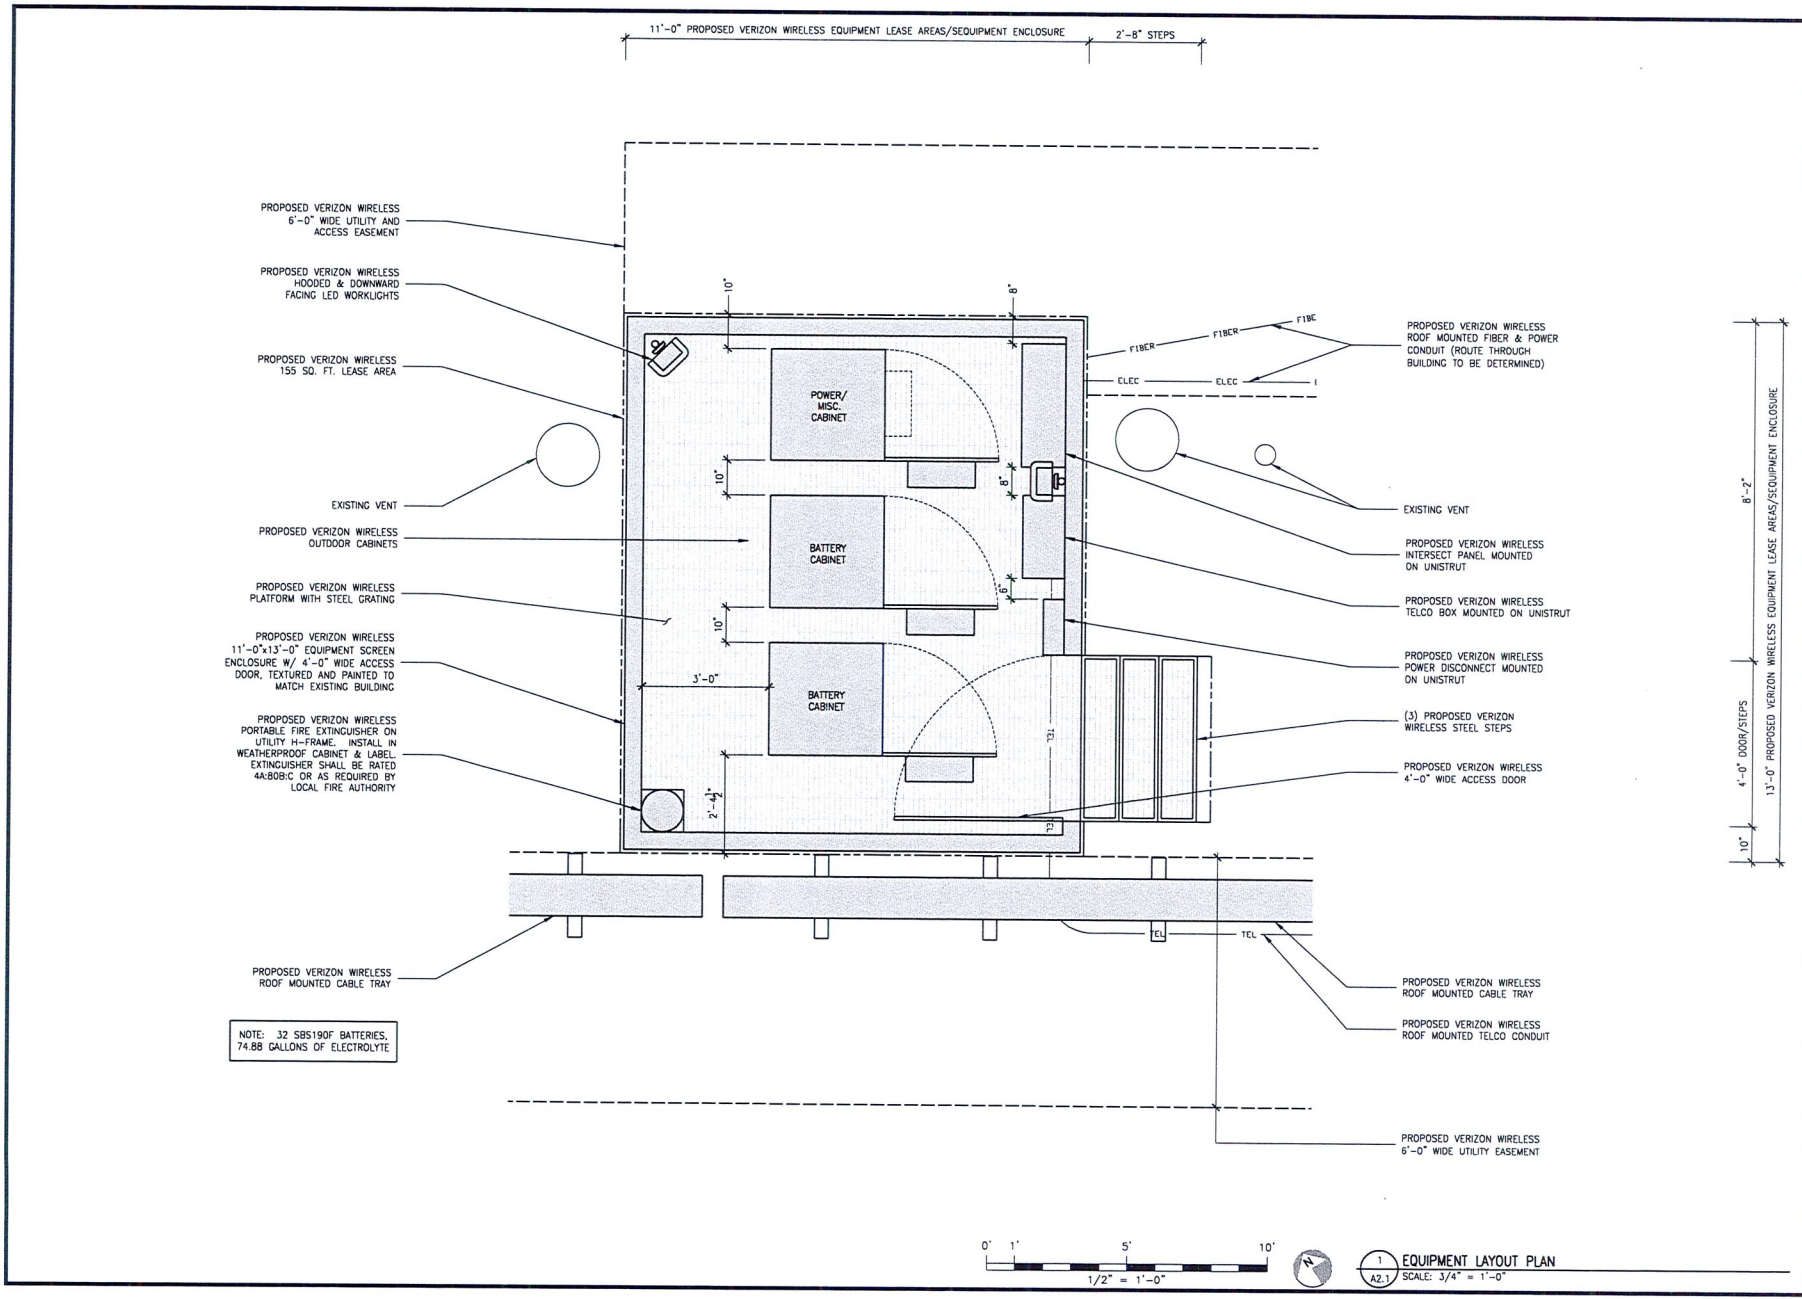 11'-0" PROPOSED VERIZON WIRELESS EQUIPMENT LEASE AREAS/SEQUIPMENT ENCLOSURE
2'-8" STEPS
PROPOSED VERIZON WIRELESS
6'-0" WIDE UTILITY AND
ACCESS EASEMENT
PROPOSED VERIZON WIRELESS
HOODED & DOWNWARD
FACING LED WORKLIGHTS
PROPOSED VERIZON WIRELESS
155 SQ. FT. LEASE AREA
EXISTING VENT
PROPOSED VERIZON WIRELESS
OUTDOOR CABINETS
PROPOSED VERIZON WIRELESS
PLATFORM WITH STEEL GRATING
PROPOSED VERIZON WIRELESS
11'-0"x13'-0" EQUIPMENT SCREEN
ENCLOSURE W/ 4'-0" WIDE ACCESS
DOOR, TEXTURED AND PAINTED TO
MATCH EXISTING BUILDING
PROPOSED VERIZON WIRELESS
PORTABLE FIRE EXTINGUISHER ON
UTILITY H-FRAME. INSTALL IN
WEATHERPROOF CABINET & LABEL.
EXTINGUISHER SHALL BE RATED
4A:80B:C OR AS REQUIRED BY
LOCAL FIRE AUTHORITY
PROPOSED VERIZON WIRELESS
ROOF MOUNTED CABLE TRAY
NOTE: 32 SBS190F BATTERIES,
74.88 GALLONS OF ELECTROLYTE
10"
8"
POWER/
MISC.
CABINET
10"
8"
BATTERY
CABINET
6"
10"
3'-0"
BATTERY
CABINET
2'-4½"
TEL
TEL
TEL
TEL
FIBER
FIBER
FIBE
ELEC
ELEC
PROPOSED VERIZON WIRELESS
ROOF MOUNTED FIBER & POWER
CONDUIT (ROUTE THROUGH
BUILDING TO BE DETERMINED)
EXISTING VENT
PROPOSED VERIZON WIRELESS
INTERSECT PANEL MOUNTED
ON UNISTRUT
PROPOSED VERIZON WIRELESS
TELCO BOX MOUNTED ON UNISTRUT
PROPOSED VERIZON WIRELESS
POWER DISCONNECT MOUNTED
ON UNISTRUT
(3) PROPOSED VERIZON
WIRELESS STEEL STEPS
PROPOSED VERIZON WIRELESS
4'-0" WIDE ACCESS DOOR
PROPOSED VERIZON WIRELESS
ROOF MOUNTED CABLE TRAY
PROPOSED VERIZON WIRELESS
ROOF MOUNTED TELCO CONDUIT
PROPOSED VERIZON WIRELESS
6'-0" WIDE UTILITY EASEMENT
8'-2"
4'-0" DOOR/STEPS
10"
13'-0" PROPOSED VERIZON WIRELESS EQUIPMENT LEASE AREAS/SEQUIPMENT ENCLOSURE
0' 1' 5' 10'
1/2" = 1'-0"
N
1
A2.1
EQUIPMENT LAYOUT PLAN
SCALE: 3/4" = 1'-0"